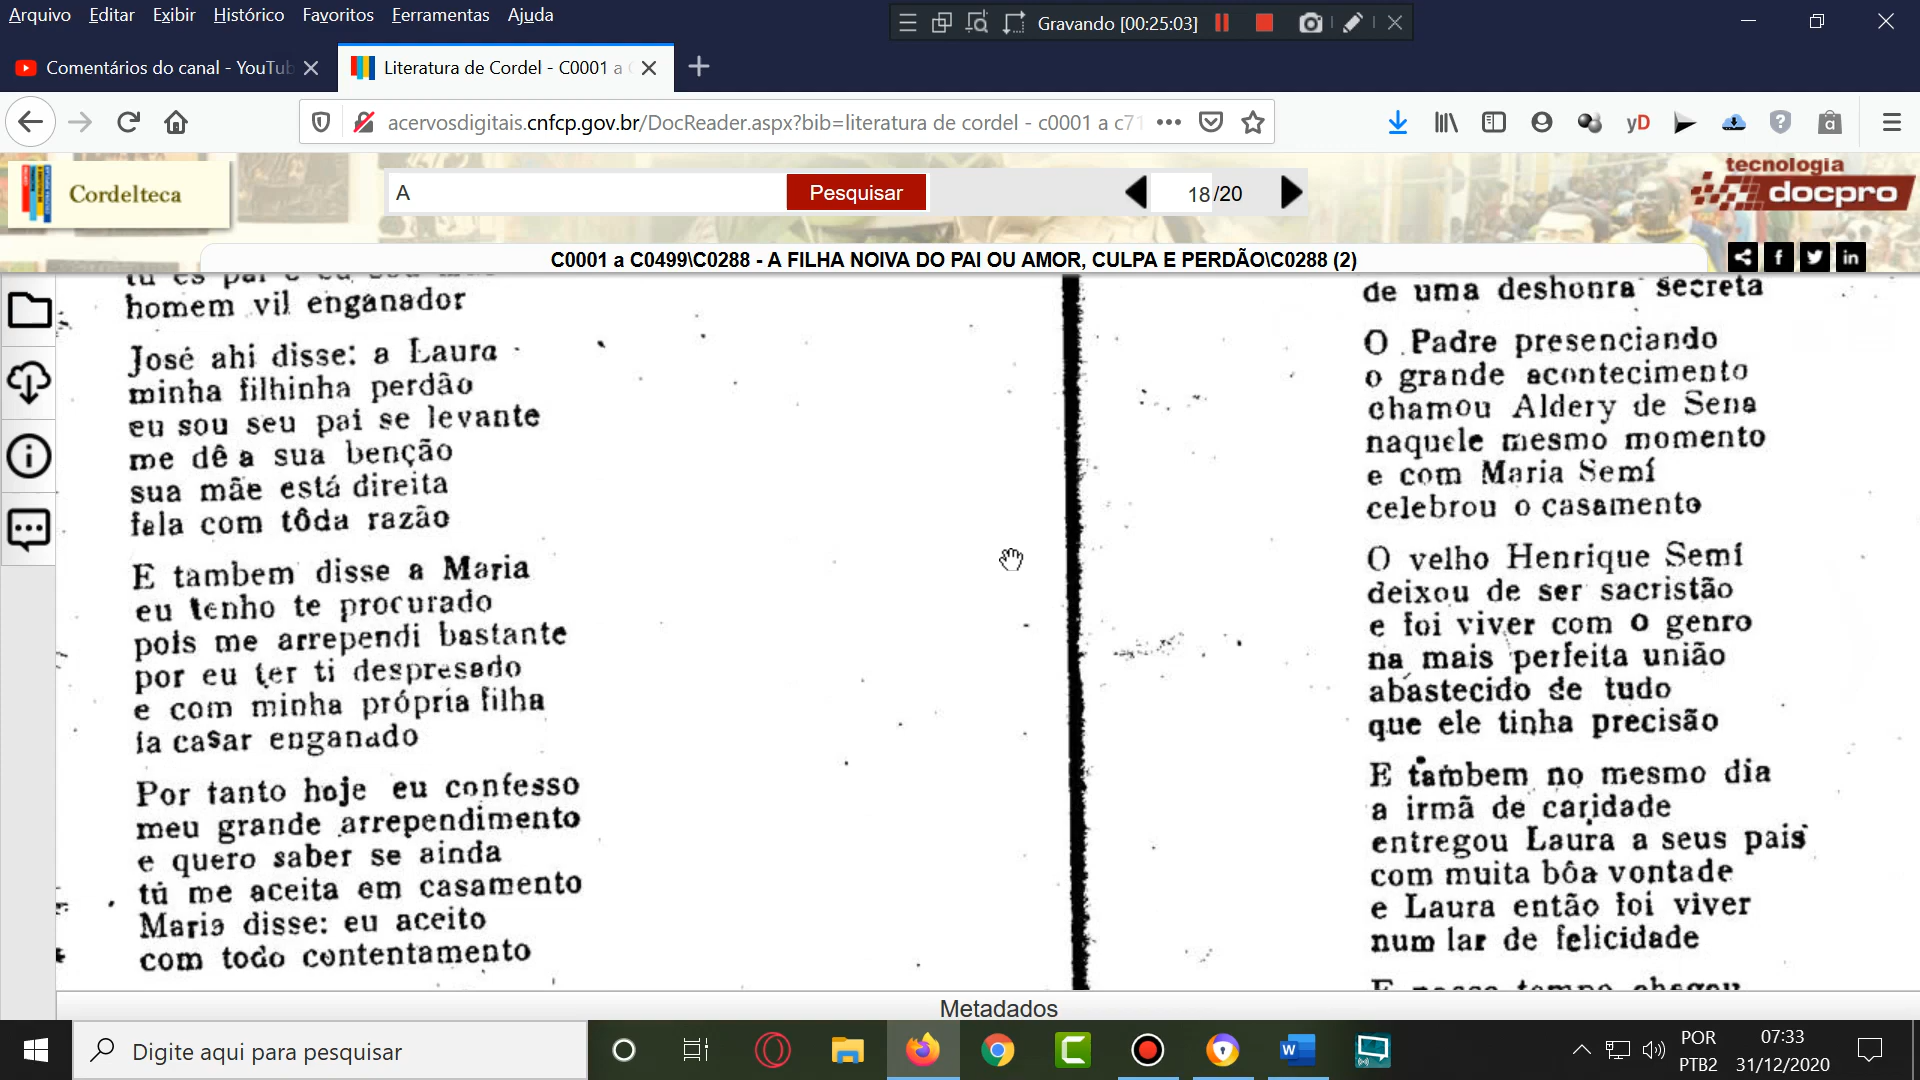 Arquivo Editar Exibir Histórico Favoritos Ferramentas Ajuda
Gravando [00:25:03]
Comentários do canal - YouTub
Literatura de Cordel - C0001 a
acervosdigitais.cnfcp.gov.br/DocReader.aspx?bib=literatura de cordel - c0001 a c71
yD
Cordelteca
A
Pesquisar
18/20
tecnologia
docpro
C0001 a C0499\C0288 - A FILHA NOIVA DO PAI OU AMOR, CULPA E PERDÃO\C0288 (2)
homem vil enganador
José ahi disse: a Laura
minha filhinha perdão
eu sou seu pai se levante
me dê a sua benção
sua mãe está direita
fala com tôda razão
E tambem disse a Maria
eu tenho te procurado
pois me arrependi bastante
por eu ter ti despresado
e com minha própria filha
ia casar enganado
Por tanto hoje eu confesso
meu grande arrependimento
e quero saber se ainda
tú me aceita em casamento
Maria disse: eu aceito
com todo contentamento
de uma deshonra secreta
O Padre presenciando
o grande acontecimento
chamou Aldery de Sena
naquele mesmo momento
e com Maria Semí
celebrou o casamento
O velho Henrique Semí
deixou de ser sacristão
e foi viver com o genro
na mais perfeita união
abastecido de tudo
que ele tinha precisão
E tambem no mesmo dia
a irmã de caridade
entregou Laura a seus pais
com muita bôa vontade
e Laura então foi viver
num lar de felicidade
Metadados
Digite aqui para pesquisar
POR
PTB2
07:33
31/12/2020